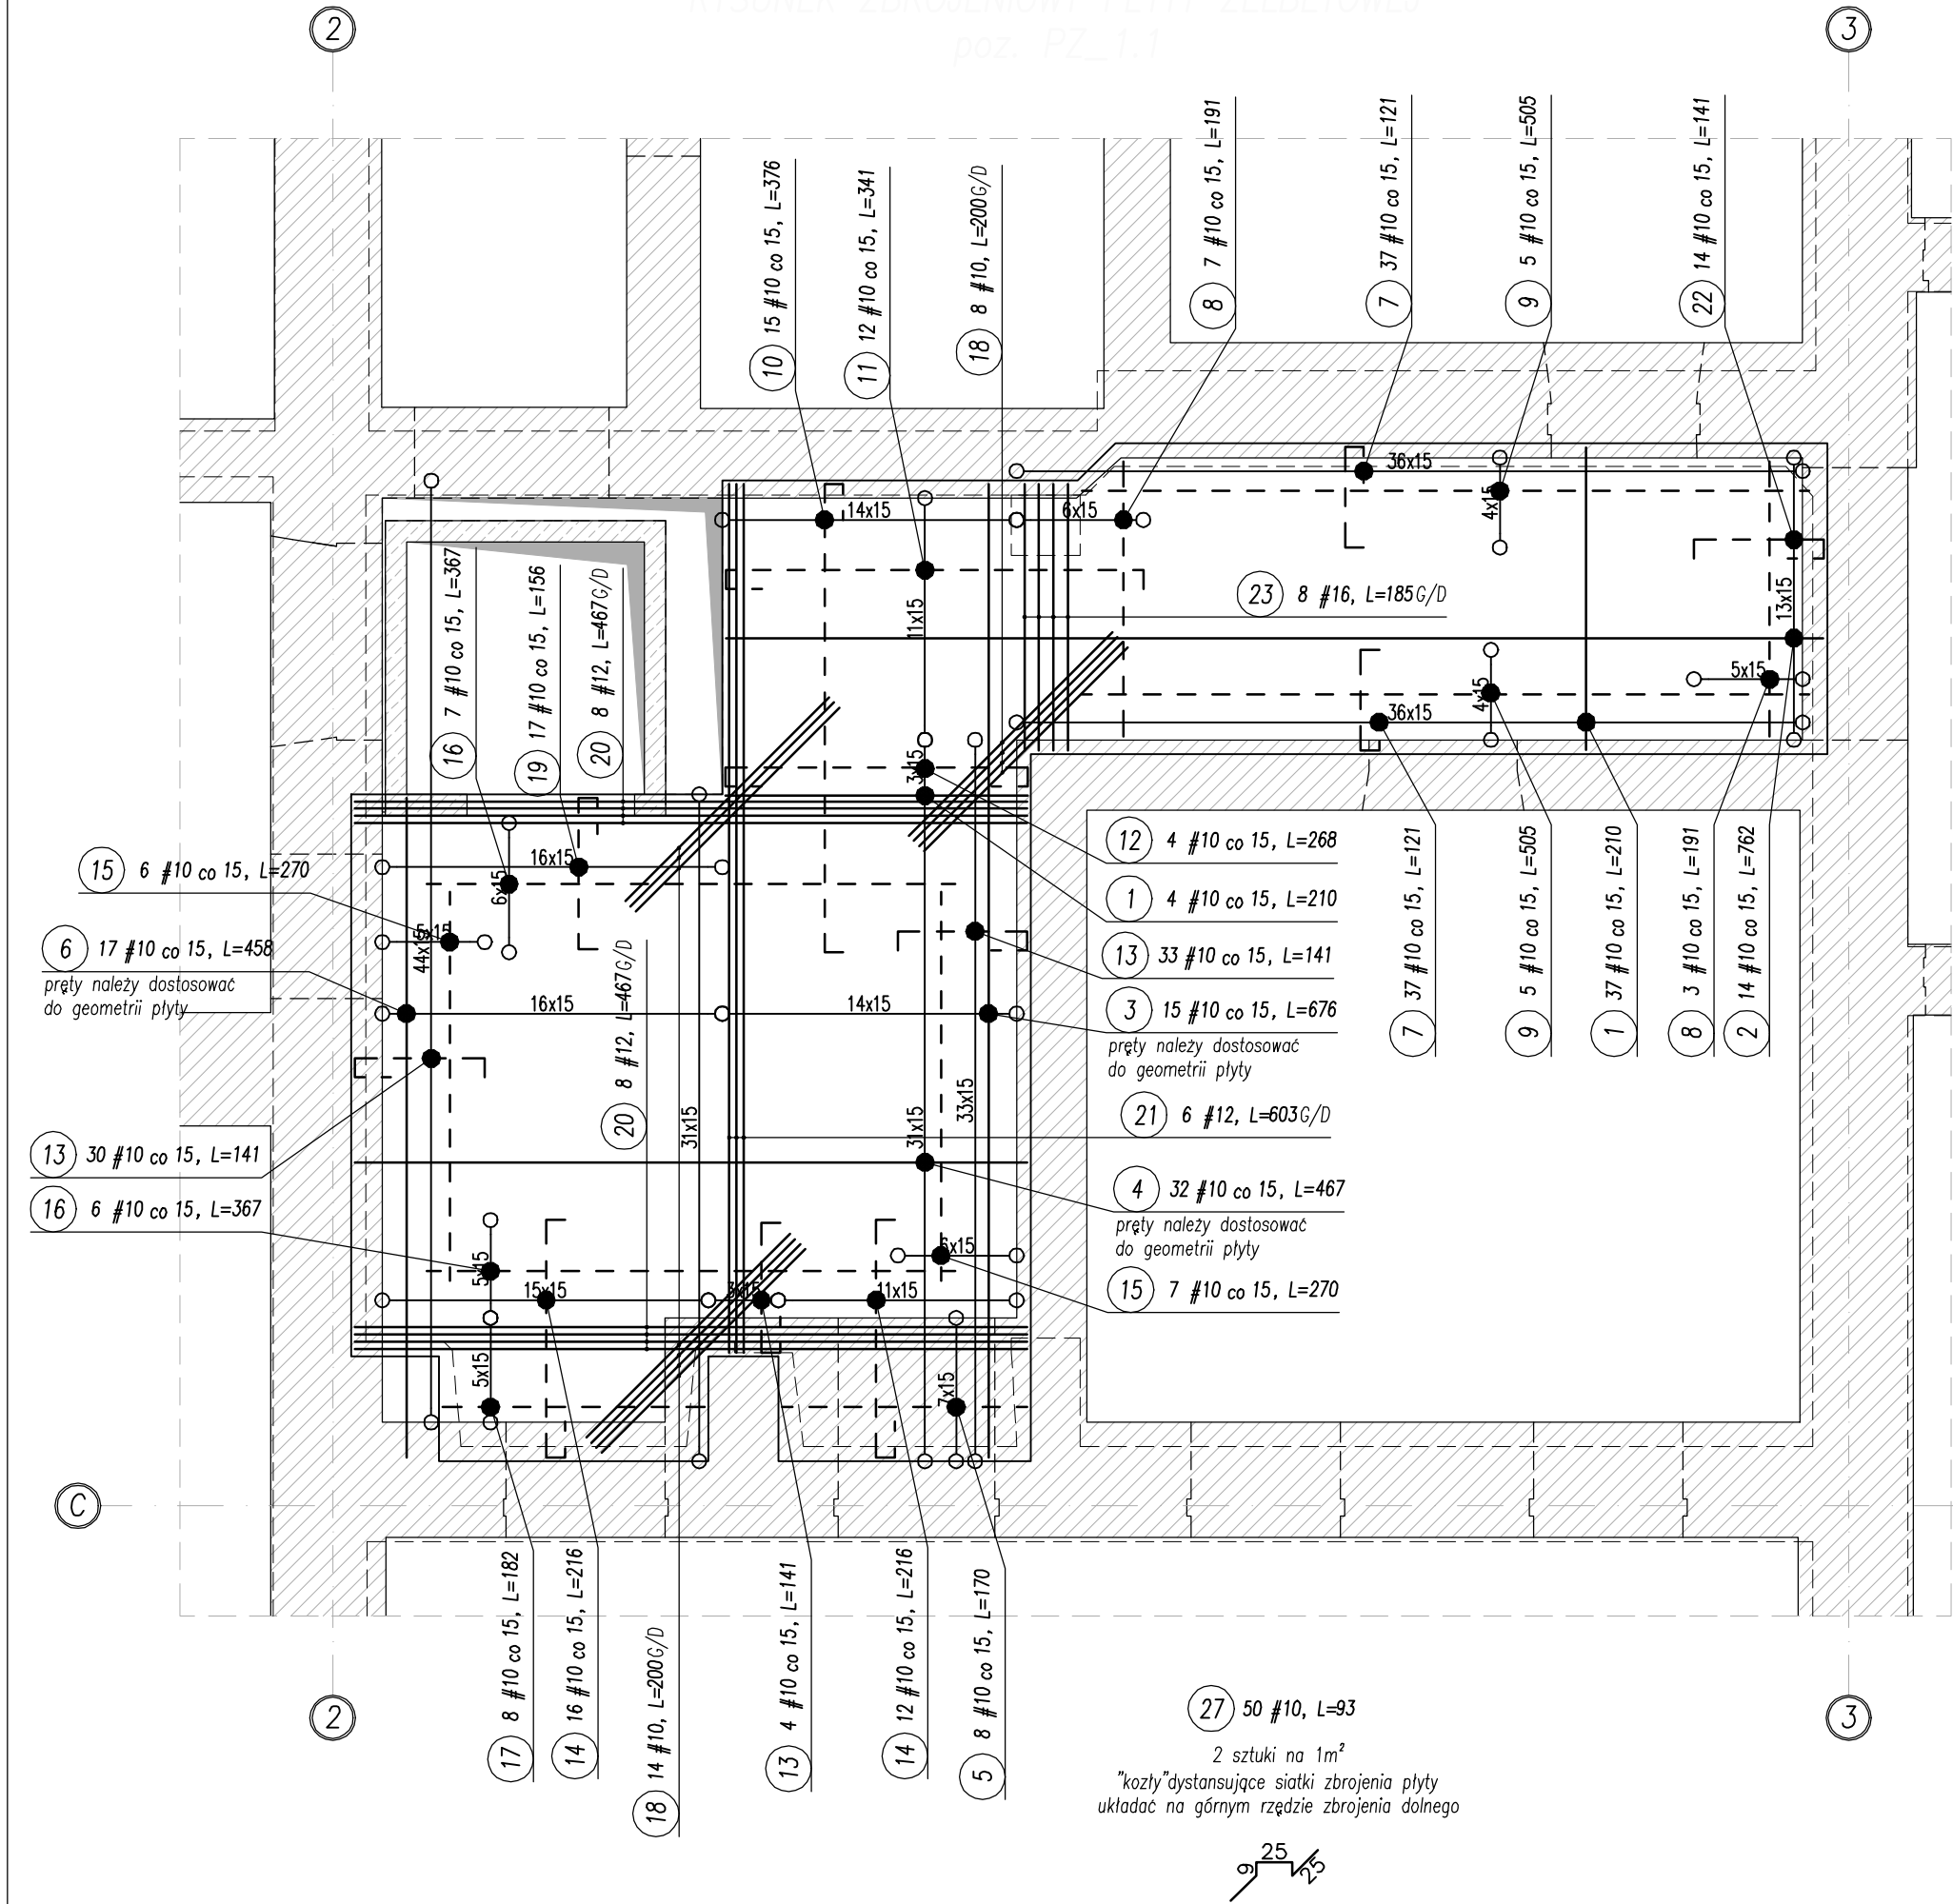 RYSUNEK ZBROJENIOWY PŁYTY ŻELBETOWEJ
poz. PZ_1.1
2
3
10 15 #10 co 15, L=376
11 12 #10 co 15, L=341
18 8 #10, L=200G/D
8 7 #10 co 15, L=191
7 37 #10 co 15, L=121
9 5 #10 co 15, L=505
22 14 #10 co 15, L=141
36x15
4x15
14x15
6x15
16 7 #10 co 15, L=367
19 17 #10 co 15, L=156
20 8 #12, L=467G/D
11x15
23 8 #16, L=185G/D
13x15
5x15
4x15
36x15
3x15
12 4 #10 co 15, L=268
1 4 #10 co 15, L=210
13 33 #10 co 15, L=141
3 15 #10 co 15, L=676
pręty należy dostosować
do geometrii płyty
7 37 #10 co 15, L=121
9 5 #10 co 15, L=505
1 37 #10 co 15, L=210
8 3 #10 co 15, L=191
2 14 #10 co 15, L=762
15 6 #10 co 15, L=270
6 17 #10 co 15, L=458
pręty należy dostosować
do geometrii płyty
16x15
6x15
44x15
16x15
14x15
20 8 #12, L=467G/D
31x15
31x15
33x15
21 6 #12, L=603G/D
13 30 #10 co 15, L=141
16 6 #10 co 15, L=367
4 32 #10 co 15, L=467
pręty należy dostosować
do geometrii płyty
6x15
15 7 #10 co 15, L=270
5x15
15x15
3x15
11x15
5x15
7x15
C
17 8 #10 co 15, L=182
14 16 #10 co 15, L=216
18 14 #10, L=200G/D
13 4 #10 co 15, L=141
14 12 #10 co 15, L=216
5 8 #10 co 15, L=170
2
3
27 50 #10, L=93
2 sztuki na 1m²
"kozły"dystansujące siatki zbrojenia płyty
układać na górnym rzędzie zbrojenia dolnego
9
25
25